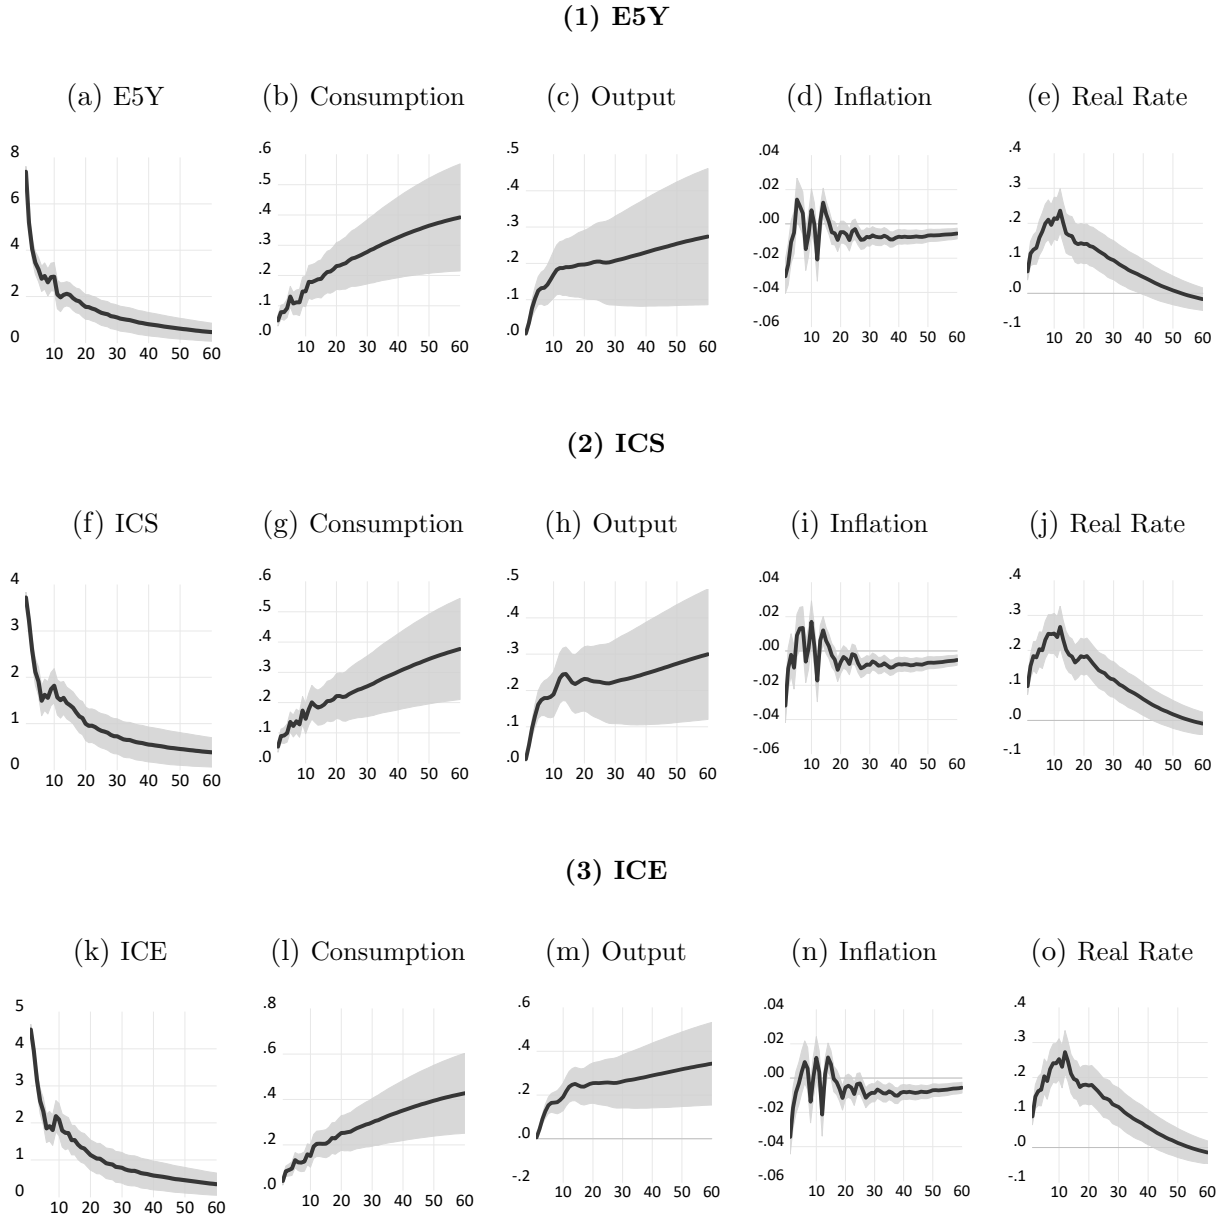 (1) E5Y
(a) E5Y (b) Consumption (c) Output (d) Inflation (e) Real Rate
8 6 4 2 0
10 20 30 40 50 60
.6 .5 .4 .3 .2 .1 .0
10 20 30 40 50 60
.5 .4 .3 .2 .1 .0
10 20 30 40 50 60
.04 .02 .00 -.02 -.04 -.06
10 20 30 40 50 60
.4 .3 .2 .1 .0 -.1
10 20 30 40 50 60
(2) ICS
(f) ICS (g) Consumption (h) Output (i) Inflation (j) Real Rate
4 3 2 1 0
10 20 30 40 50 60
.6 .5 .4 .3 .2 .1 .0
10 20 30 40 50 60
.5 .4 .3 .2 .1 .0
10 20 30 40 50 60
.04 .02 .00 -.02 -.04 -.06
10 20 30 40 50 60
.4 .3 .2 .1 .0 -.1
10 20 30 40 50 60
(3) ICE
(k) ICE (l) Consumption (m) Output (n) Inflation (o) Real Rate
5 4 3 2 1 0
10 20 30 40 50 60
.8 .6 .4 .2 .0
10 20 30 40 50 60
.6 .4 .2 .0 -.2
10 20 30 40 50 60
.04 .02 .00 -.02 -.04 -.06
10 20 30 40 50 60
.4 .3 .2 .1 .0 -.1
10 20 30 40 50 60